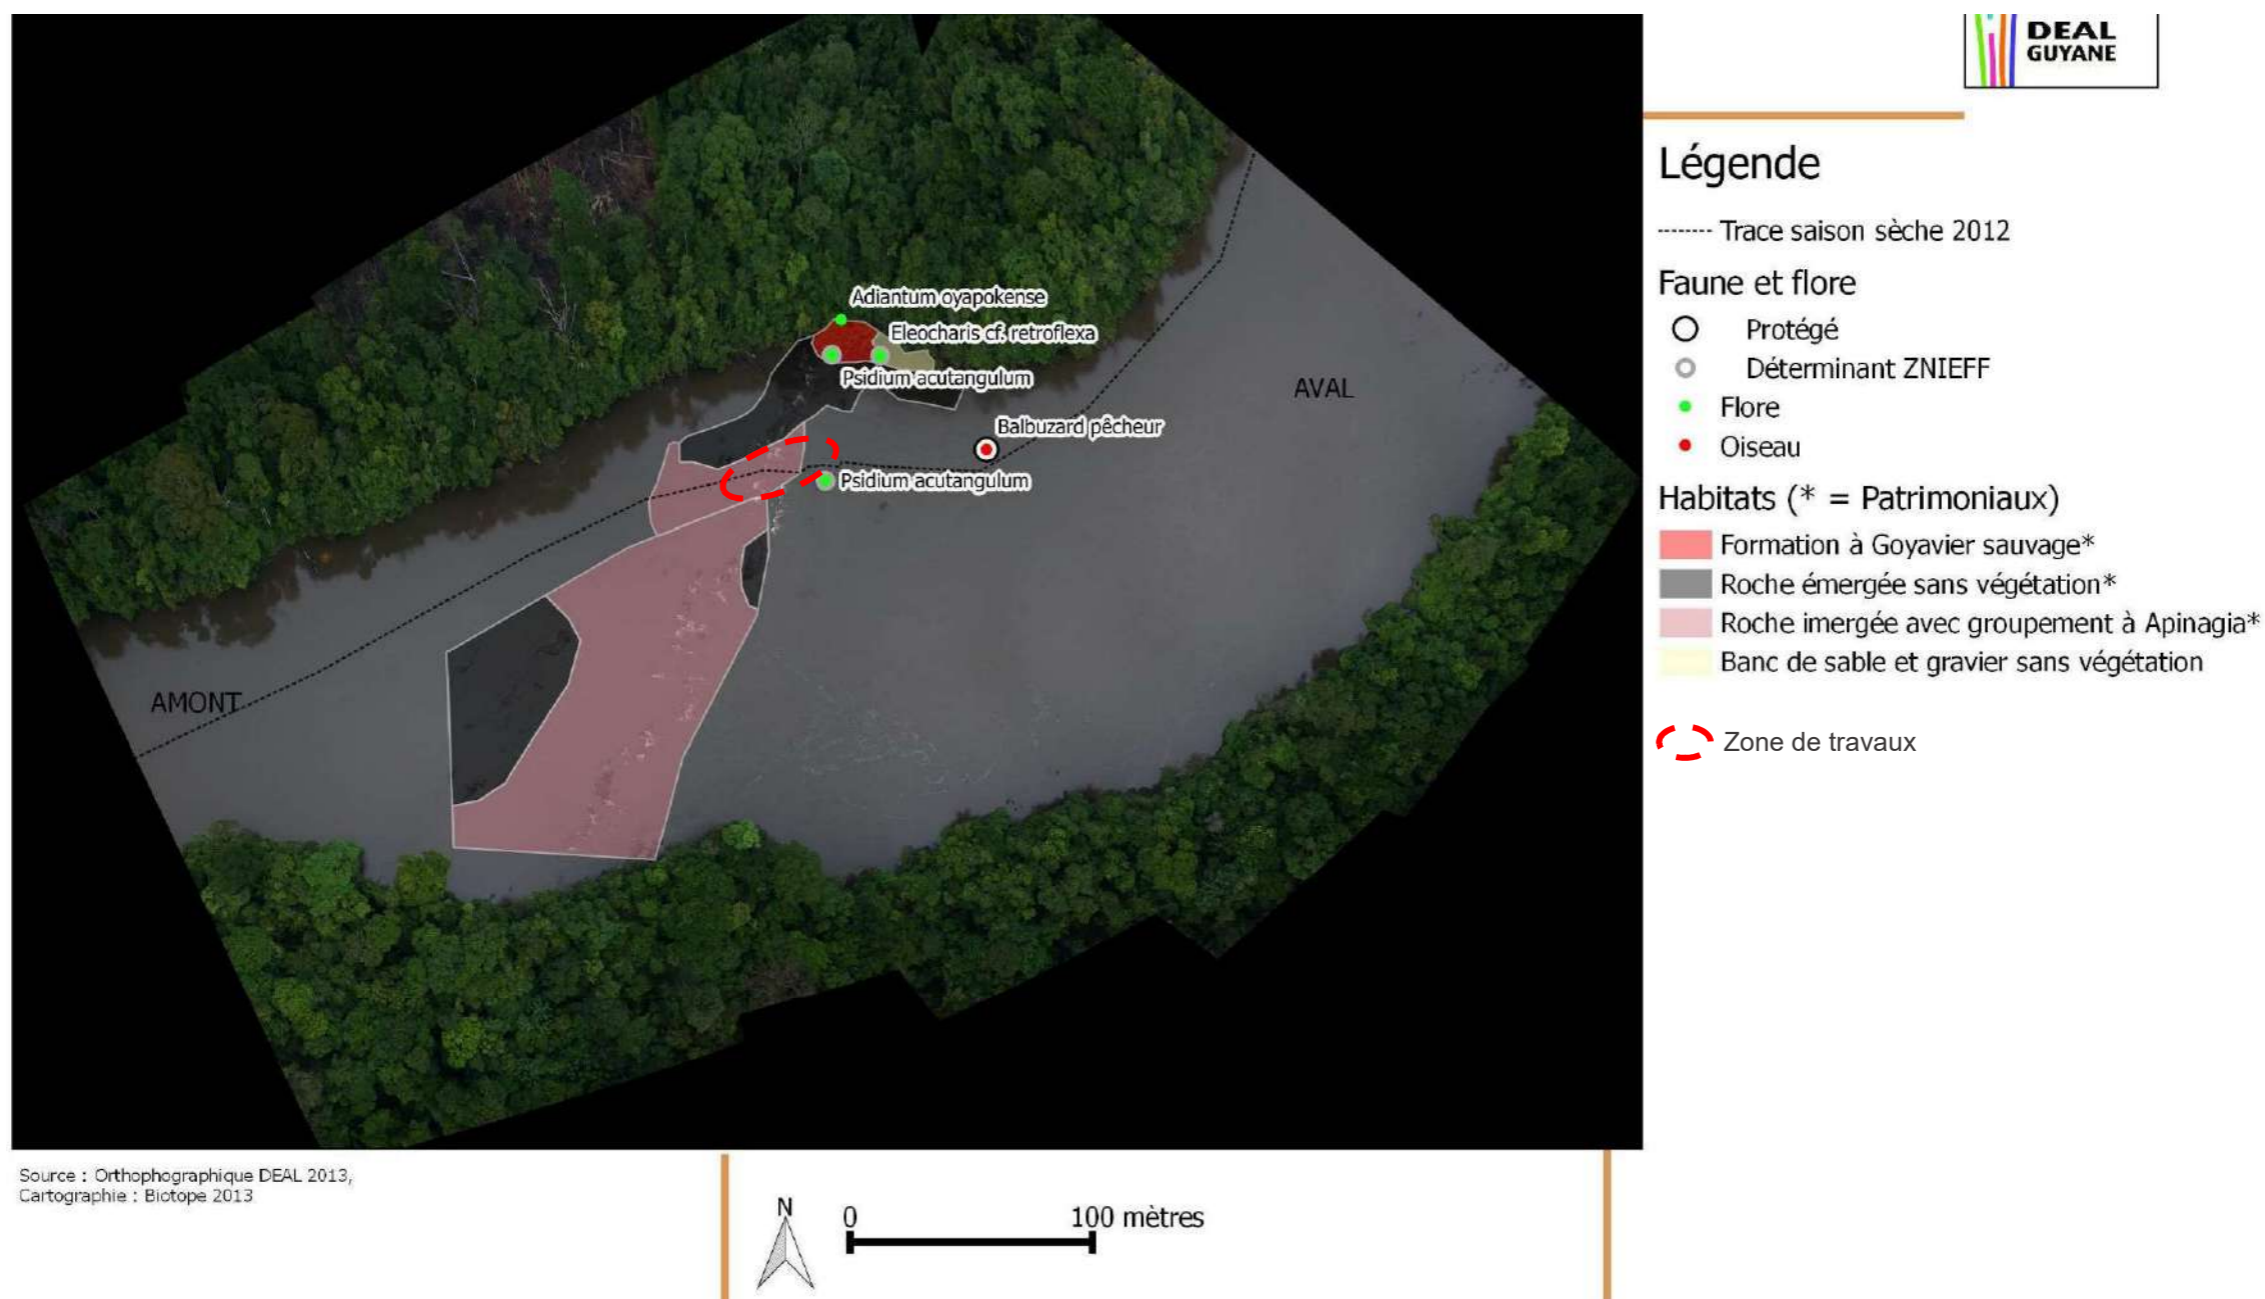 DEAL
GUYANE
Légende
Trace saison sèche 2012
Faune et flore
Protégé
Déterminant ZNIEFF
Flore
Oiseau
Habitats (* = Patrimoniaux)
Formation à Goyavier sauvage*
Roche émergée sans végétation*
Roche imergée avec groupement à Apinagia*
Banc de sable et gravier sans végétation
Zone de travaux
Adiantum oyapokense
Eleocharis cf. retroflexa
Psidium acutangulum
AVAL
Balbuzard pêcheur
Psidium acutangulum
AMONT
Source : Orthophographique DEAL 2013,
Cartographie : Biotope 2013
N
0 100 mètres